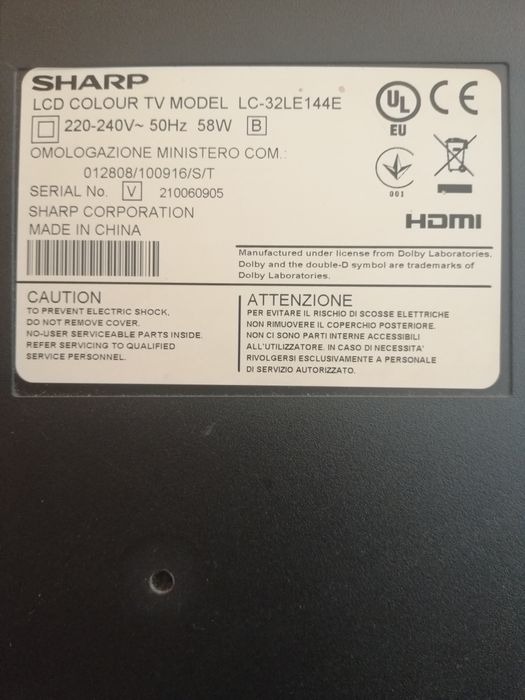 SHARP
LCD COLOUR TV MODEL LC-32LE144E
220-240V~ 50Hz 58W B
OMOLOGAZIONE MINISTERO COM.:
012808/100916/S/T
SERIAL No. V 210060905
SHARP CORPORATION
MADE IN CHINA
UL
EU
CE
001
HDMI
Manufactured under license from Dolby Laboratories.
Dolby and the double-D symbol are trademarks of
Dolby Laboratories.
CAUTION
TO PREVENT ELECTRIC SHOCK,
DO NOT REMOVE COVER.
NO-USER SERVICEABLE PARTS INSIDE.
REFER SERVICING TO QUALIFIED
SERVICE PERSONNEL.
ATTENZIONE
PER EVITARE IL RISCHIO DI SCOSSE ELETTRICHE
NON RIMUOVERE IL COPERCHIO POSTERIORE.
NON CI SONO PARTI INTERNE ACCESSIBILI
ALL'UTILIZZATORE. IN CASO DI NECESSITA'
RIVOLGERSI ESCLUSIVAMENTE A PERSONALE
DI SERVIZIO AUTORIZZATO.